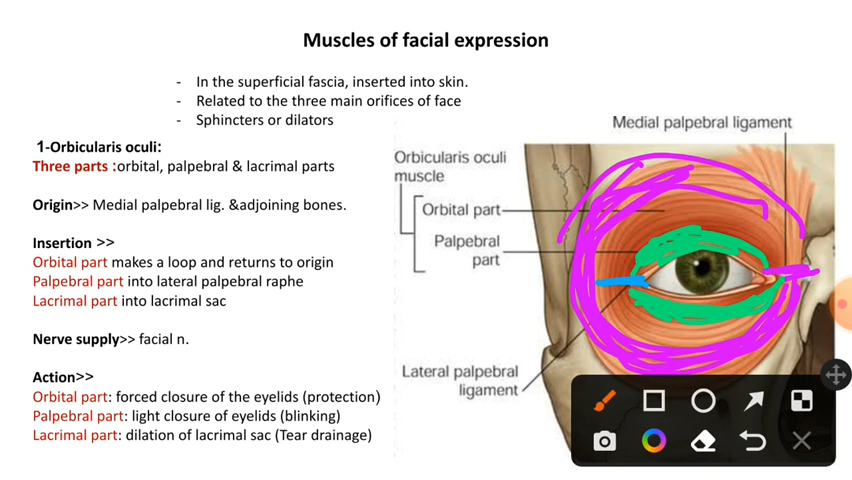 Muscles of facial expression
- In the superficial fascia, inserted into skin.
- Related to the three main orifices of face
- Sphincters or dilators
1-Orbicularis oculi:
Three parts :orbital, palpebral & lacrimal parts
Origin>> Medial palpebral lig. &adjoining bones.
Insertion >>
Orbital part makes a loop and returns to origin
Palpebral part into lateral palpebral raphe
Lacrimal part into lacrimal sac
Nerve supply>> facial n.
Action>>
Orbital part: forced closure of the eyelids (protection)
Palpebral part: light closure of eyelids (blinking)
Lacrimal part: dilation of lacrimal sac (Tear drainage)
Medial palpebral ligament
Orbicularis oculi
muscle
Orbital part
Palpebral
part
Lateral palpebral
ligament